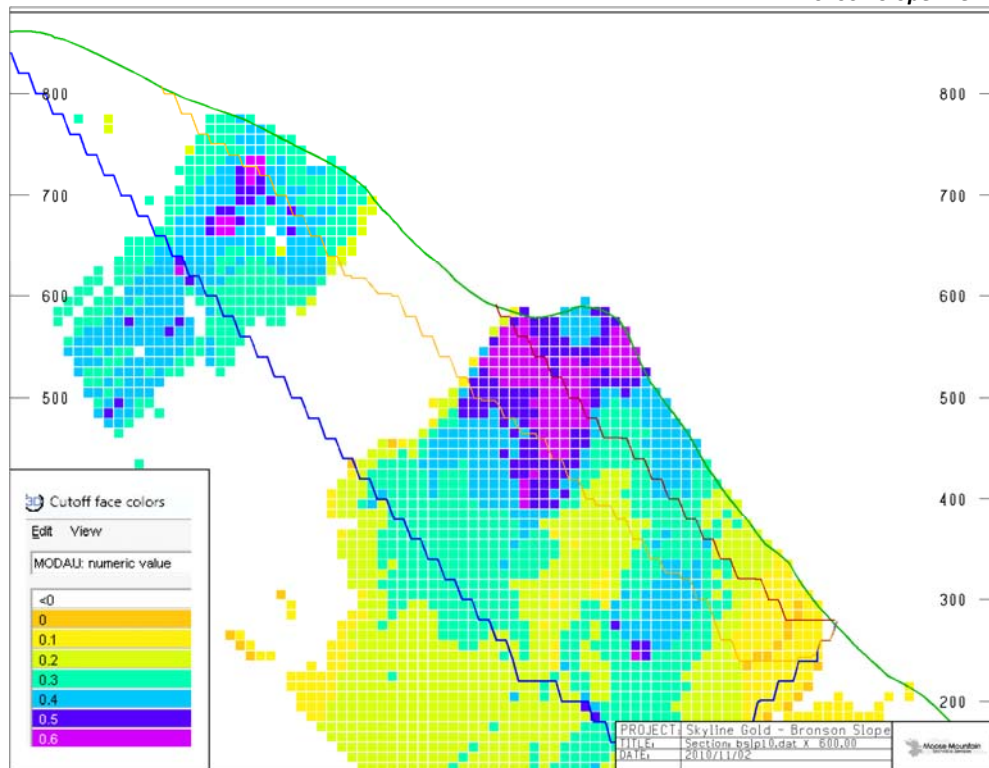 800
800
700
700
600
600
500
500
400
400
300
200
3D Cutoff face colors
Edit View
MODAU: numeric value
<0
0
0.1
0.2
0.3
0.4
0.5
0.6
PROJECT: Skyline Gold - Bronson Slope
TITLE: Section: bslp10.dat X 600.00
DATE: 2010/11/02
Moose Mountain